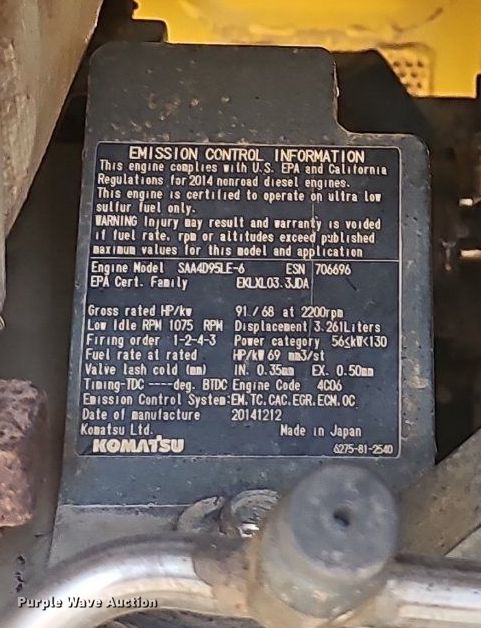 EMISSION CONTROL INFORMATION
This engine complies with U.S. EPA and California
Regulations for 2014 nonroad diesel engines.
This engine is certified to operate on ultra low
sulfur fuel only.
WARNING Injury may result and warranty is voided
if fuel rate, rpm or altitudes exceed published
maximum values for this model and application
Engine Model SAA4D95LE-6 ESN 706696
EPA Cert. Family EKLXL03.3JDA
Gross rated HP/kw 91/68 at 2200rpm
Low Idle RPM 1075 RPM Displacement 3.261Liters
Firing order 1-2-4-3 Power category 56≤kW<130
Fuel rate at rated HP/kW 69 mm3/st
Valve lash cold (mm) IN. 0.35mm EX. 0.50mm
Timing-TDC ----deg. BTDC Engine Code 4C06
Emission Control System:EM,TC,CAC,EGR,ECM,OC
Date of manufacture 20141212
Komatsu Ltd. Made in Japan
KOMATSU 6275-81-2540
Purple Wave Auction